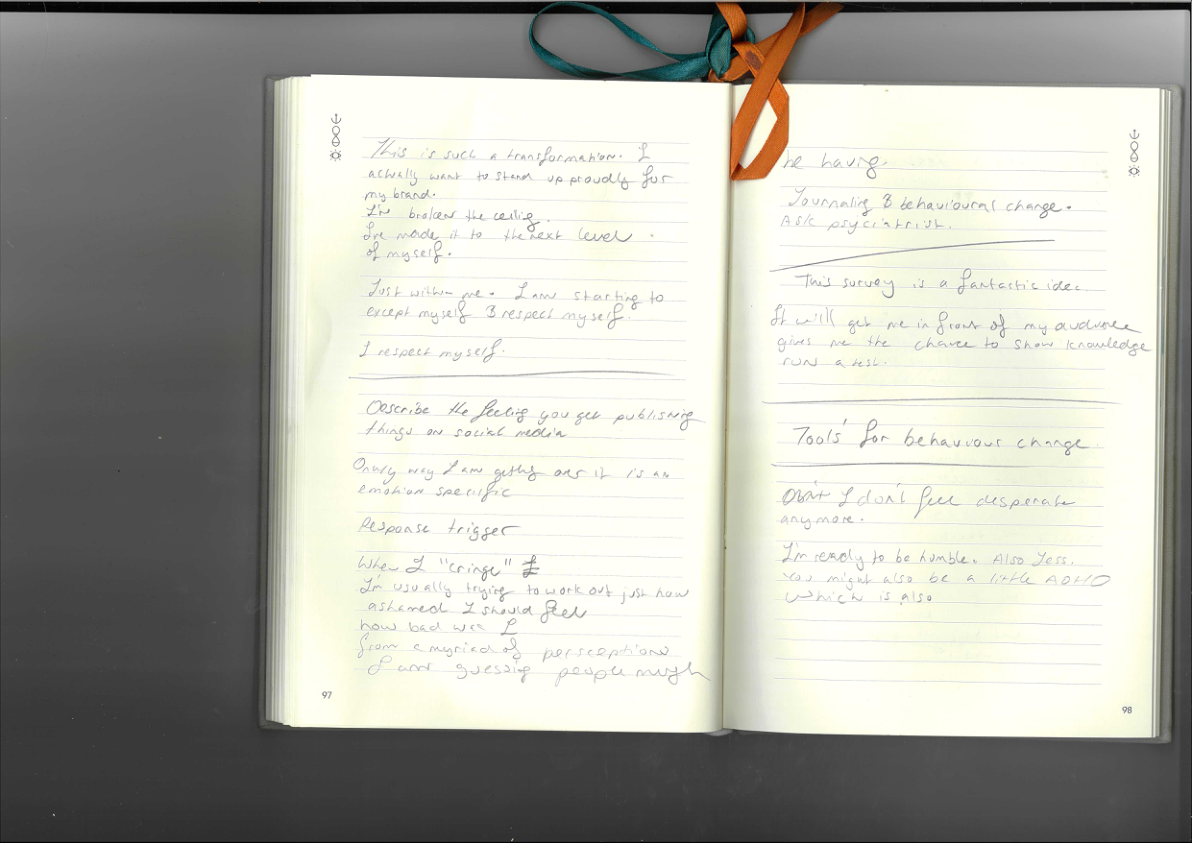 This is such a transformation. I
actually want to stand up proudly for
my brand.
I'm broken the ceiling.
I've made it to the next level
of myself.
Just within me. I am starting to
except myself & respect myself.
I respect myself.
Describe the feeling you get publishing
things on social media
Only way I am getting over it is an
emotion specific
Response trigger
When I "cringe" I
I'm usually trying to work out just how
ashamed I should feel
how bad was I
from a myriad of perseptions
I am guessing people might
97
be having.
Journaling & behavioural change.
Ask psyciatrist.
This survey is a fantastic idea
It will get me in front of my audience
gives me the chance to show knowledge
run a test.
Tools' for behaviour change
I don't feel desperate
anymore.
I'm ready to be humble. Also Jess.
You might also be a little ADHD
which is also
98